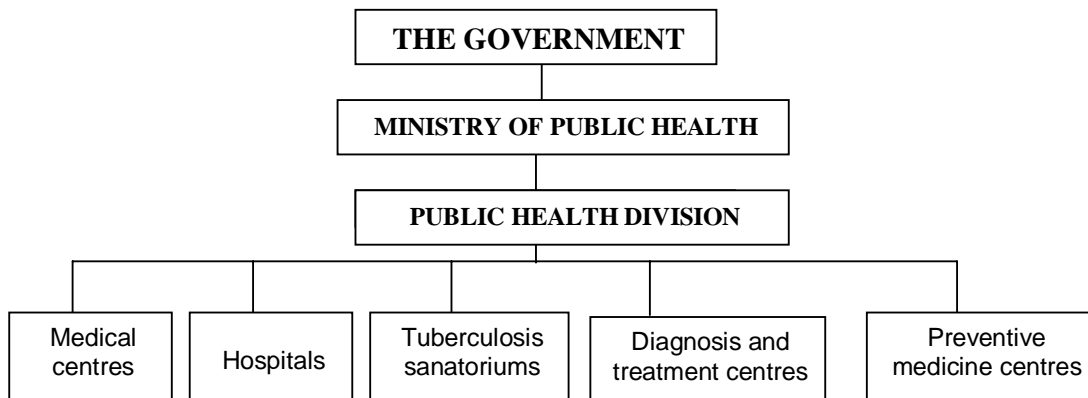 THE GOVERNMENT
MINISTRY OF PUBLIC HEALTH
PUBLIC HEALTH DIVISION
Medical
centres
Hospitals
Tuberculosis
sanatoriums
Diagnosis and
treatment centres
Preventive
medicine centres